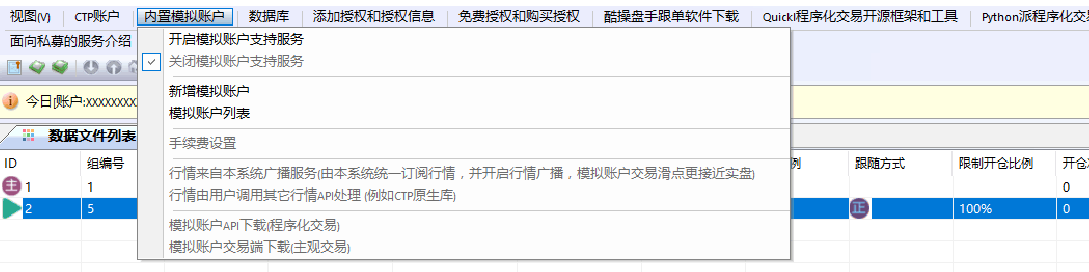 视图(V) CTP账户 内置模拟账户 数据库 添加授权和授权信息 免费授权和购买授权 酷操盘手跟单软件下载 QuickI程序化交易开源框架和工具 Python派程序化交易
面向私募的服务介绍
开启模拟账户支持服务
关闭模拟账户支持服务
新增模拟账户
模拟账户列表
手续费设置
行情来自本系统广播服务(由本系统统一订阅行情，并开启行情广播，模拟账户交易滑点更接近实盘)
行情由用户调用其它行情API处理 (例如CTP原生库)
模拟账户API下载(程序化交易)
模拟账户交易端下载(主观交易)
今日[账户:XXXXXXXX
数据文件列表
ID 组编号 例 跟随方式 限制开仓比例 开仓
主 1 1 0
2 5 正 100% 0